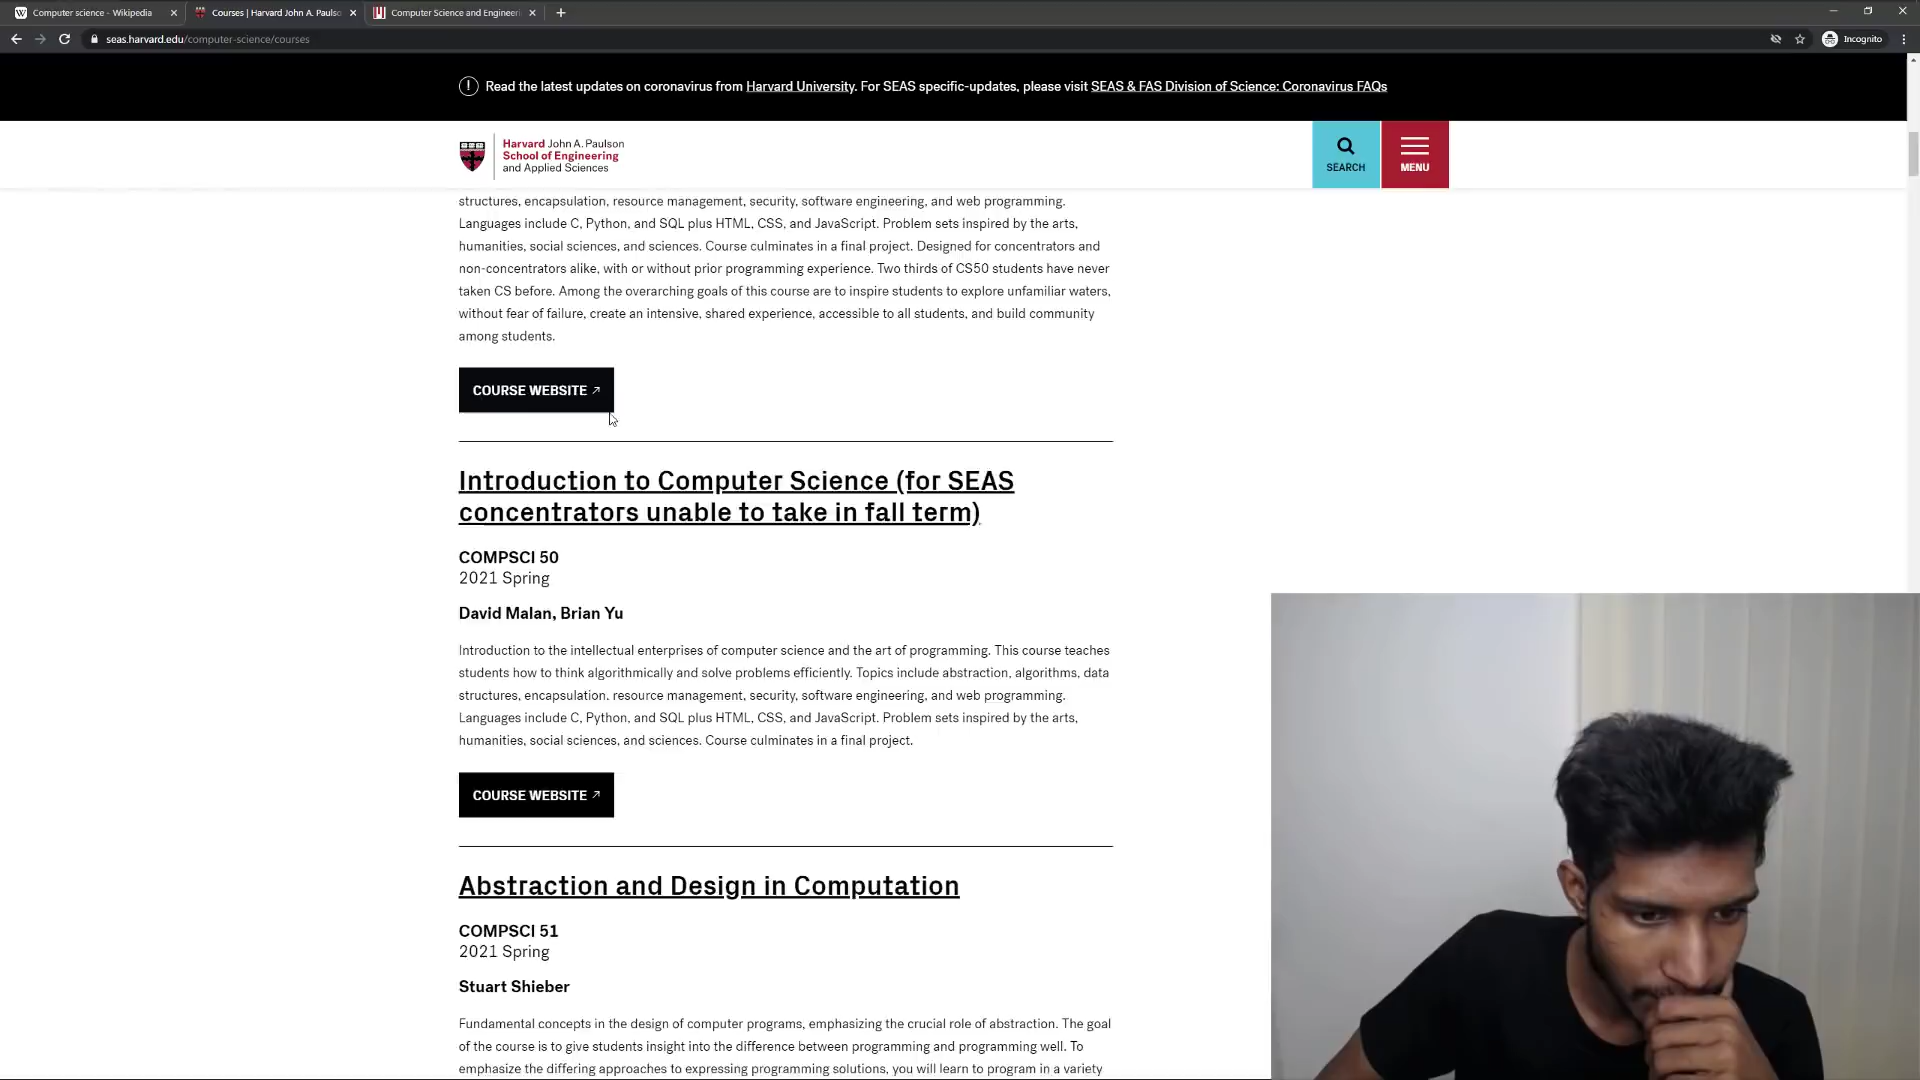 Computer science - Wikipedia
Courses | Harvard John A. Paulso
Computer Science and Engineeri
seas.harvard.edu/computer-science/courses
Incognito
Read the latest updates on coronavirus from Harvard University. For SEAS specific-updates, please visit SEAS & FAS Division of Science: Coronavirus FAQs
Harvard John A. Paulson
School of Engineering
and Applied Sciences
SEARCH
MENU
structures, encapsulation, resource management, security, software engineering, and web programming.
Languages include C, Python, and SQL plus HTML, CSS, and JavaScript. Problem sets inspired by the arts,
humanities, social sciences, and sciences. Course culminates in a final project. Designed for concentrators and
non-concentrators alike, with or without prior programming experience. Two thirds of CS50 students have never
taken CS before. Among the overarching goals of this course are to inspire students to explore unfamiliar waters,
without fear of failure, create an intensive, shared experience, accessible to all students, and build community
among students.
COURSE WEBSITE
Introduction to Computer Science (for SEAS
concentrators unable to take in fall term)
COMPSCI 50
2021 Spring
David Malan, Brian Yu
Introduction to the intellectual enterprises of computer science and the art of programming. This course teaches
students how to think algorithmically and solve problems efficiently. Topics include abstraction, algorithms, data
structures, encapsulation, resource management, security, software engineering, and web programming.
Languages include C, Python, and SQL plus HTML, CSS, and JavaScript. Problem sets inspired by the arts,
humanities, social sciences, and sciences. Course culminates in a final project.
COURSE WEBSITE
Abstraction and Design in Computation
COMPSCI 51
2021 Spring
Stuart Shieber
Fundamental concepts in the design of computer programs, emphasizing the crucial role of abstraction. The goal
of the course is to give students insight into the difference between programming and programming well. To
emphasize the differing approaches to expressing programming solutions, you will learn to program in a variety